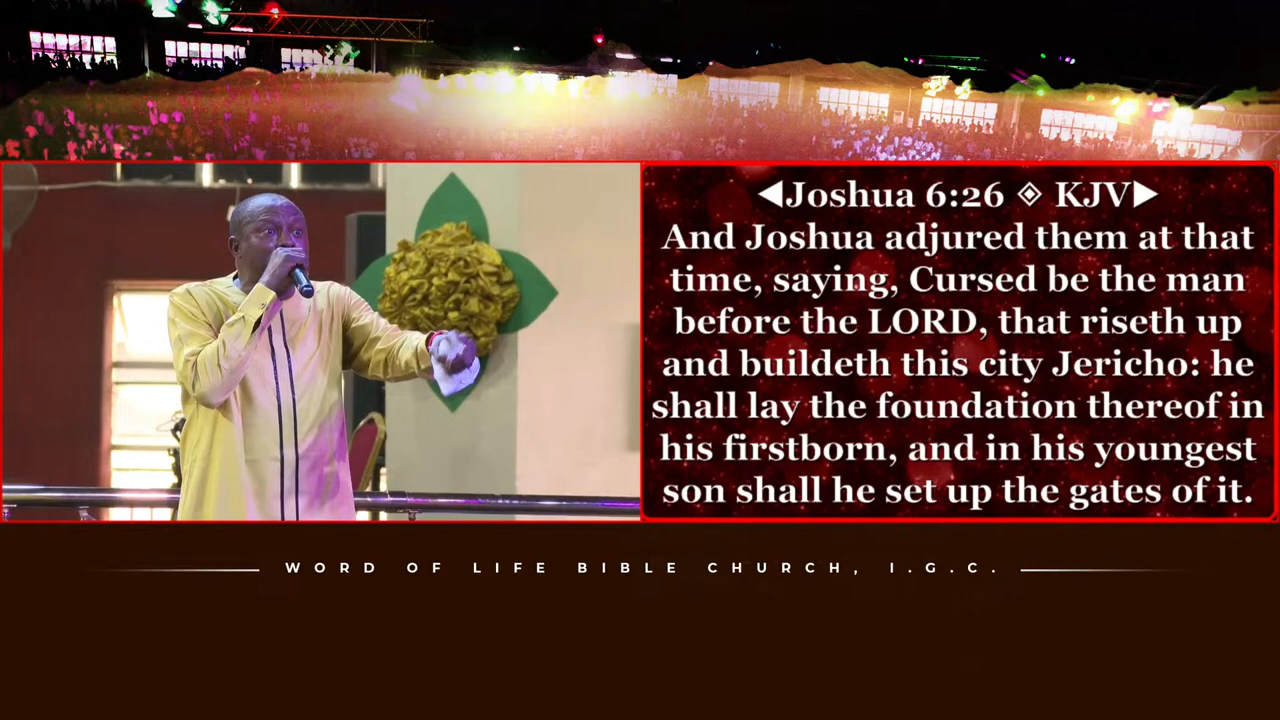 ◀Joshua 6:26 ◈ KJV▶
And Joshua adjured them at that
time, saying, Cursed be the man
before the LORD, that riseth up
and buildeth this city Jericho: he
shall lay the foundation thereof in
his firstborn, and in his youngest
son shall he set up the gates of it.
WORD OF LIFE BIBLE CHURCH, I.G.C.